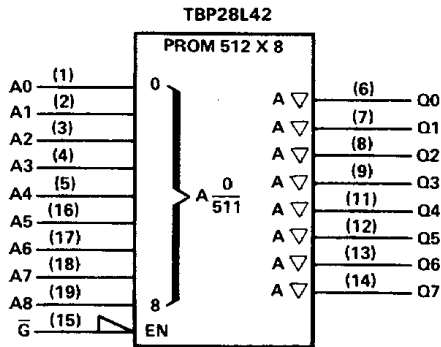 TBP28L42
PROM 512 X 8
A0 (1) 0 A ▽ (6) Q0
A1 (2) A ▽ (7) Q1
A2 (3) A ▽ (8) Q2
A3 (4) A ▽ (9) Q3
A4 (5) A 0/511 A ▽ (11) Q4
A5 (16) A ▽ (12) Q5
A6 (17) A ▽ (13) Q6
A7 (18) A ▽ (14) Q7
A8 (19) 8
G̅ (15) EN